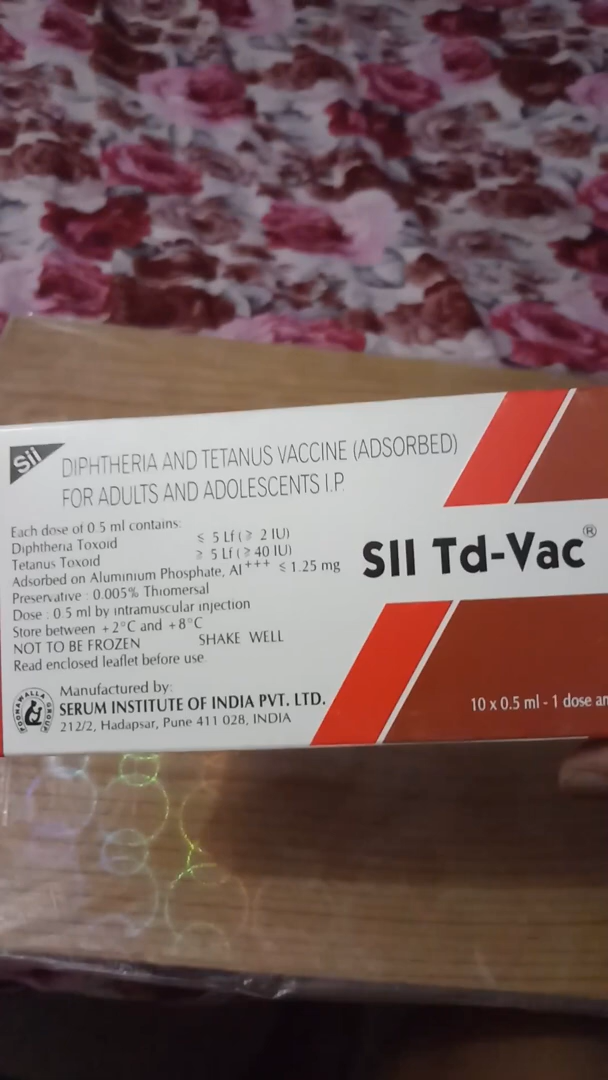 SII
DIPHTHERIA AND TETANUS VACCINE (ADSORBED)
FOR ADULTS AND ADOLESCENTS I.P.
Each dose of 0.5 ml contains:
Diphtheria Toxoid ≤ 5 Lf (≥ 2 IU)
Tetanus Toxoid ≥ 5 Lf (≥ 40 IU)
Adsorbed on Aluminium Phosphate, Al+++ ≤ 1.25 mg
Preservative : 0.005% Thiomersal
Dose : 0.5 ml by intramuscular injection
Store between +2°C and +8°C
NOT TO BE FROZEN SHAKE WELL
Read enclosed leaflet before use
SII Td-Vac®
POONAWALLA GROUP
Manufactured by:
SERUM INSTITUTE OF INDIA PVT. LTD.
212/2, Hadapsar, Pune 411 028, INDIA
10 x 0.5 ml - 1 dose am